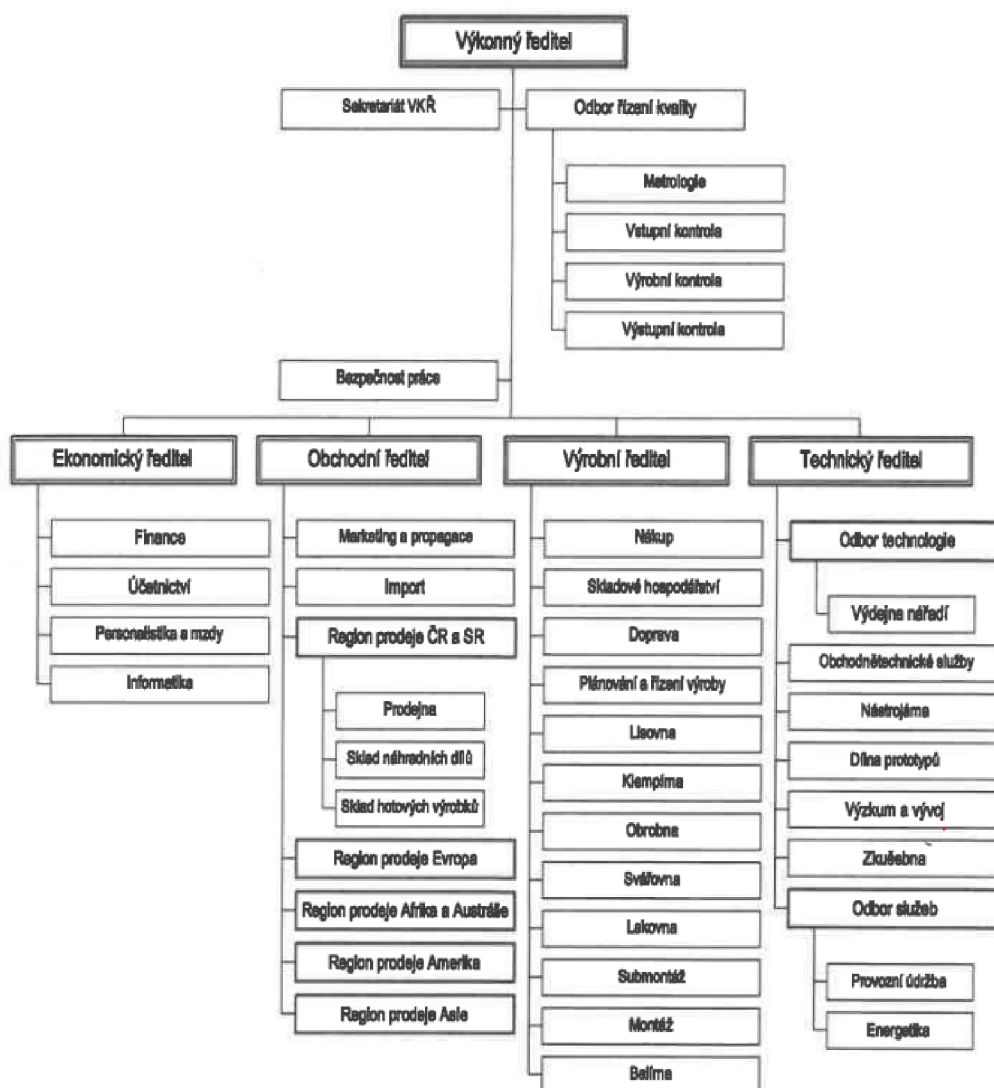 Výkonný ředitel
Sekretariát VKŘ
Odbor řízení kvality
Metrologie
Vstupní kontrola
Výrobní kontrola
Výstupní kontrola
Bezpečnost práce
Ekonomický ředitel
Finance
Účetnictví
Personalistika a mzdy
Informatika
Obchodní ředitel
Marketing a propagace
Import
Region prodeje ČR a SR
Prodejna
Sklad náhradních dílů
Sklad hotových výrobků
Region prodeje Evropa
Region prodeje Afrika a Austrálie
Region prodeje Amerika
Region prodeje Asie
Výrobní ředitel
Nákup
Skladové hospodářství
Doprava
Plánování a řízení výroby
Lisovna
Klempírna
Obrobna
Svářovna
Lakovna
Submontáž
Montáž
Balírna
Technický ředitel
Odbor technologie
Výdejna nářadí
Obchodnětechnické služby
Nástrojárna
Dílna prototypů
Výzkum a vývoj
Zkušebna
Odbor služeb
Provozní údržba
Energetika